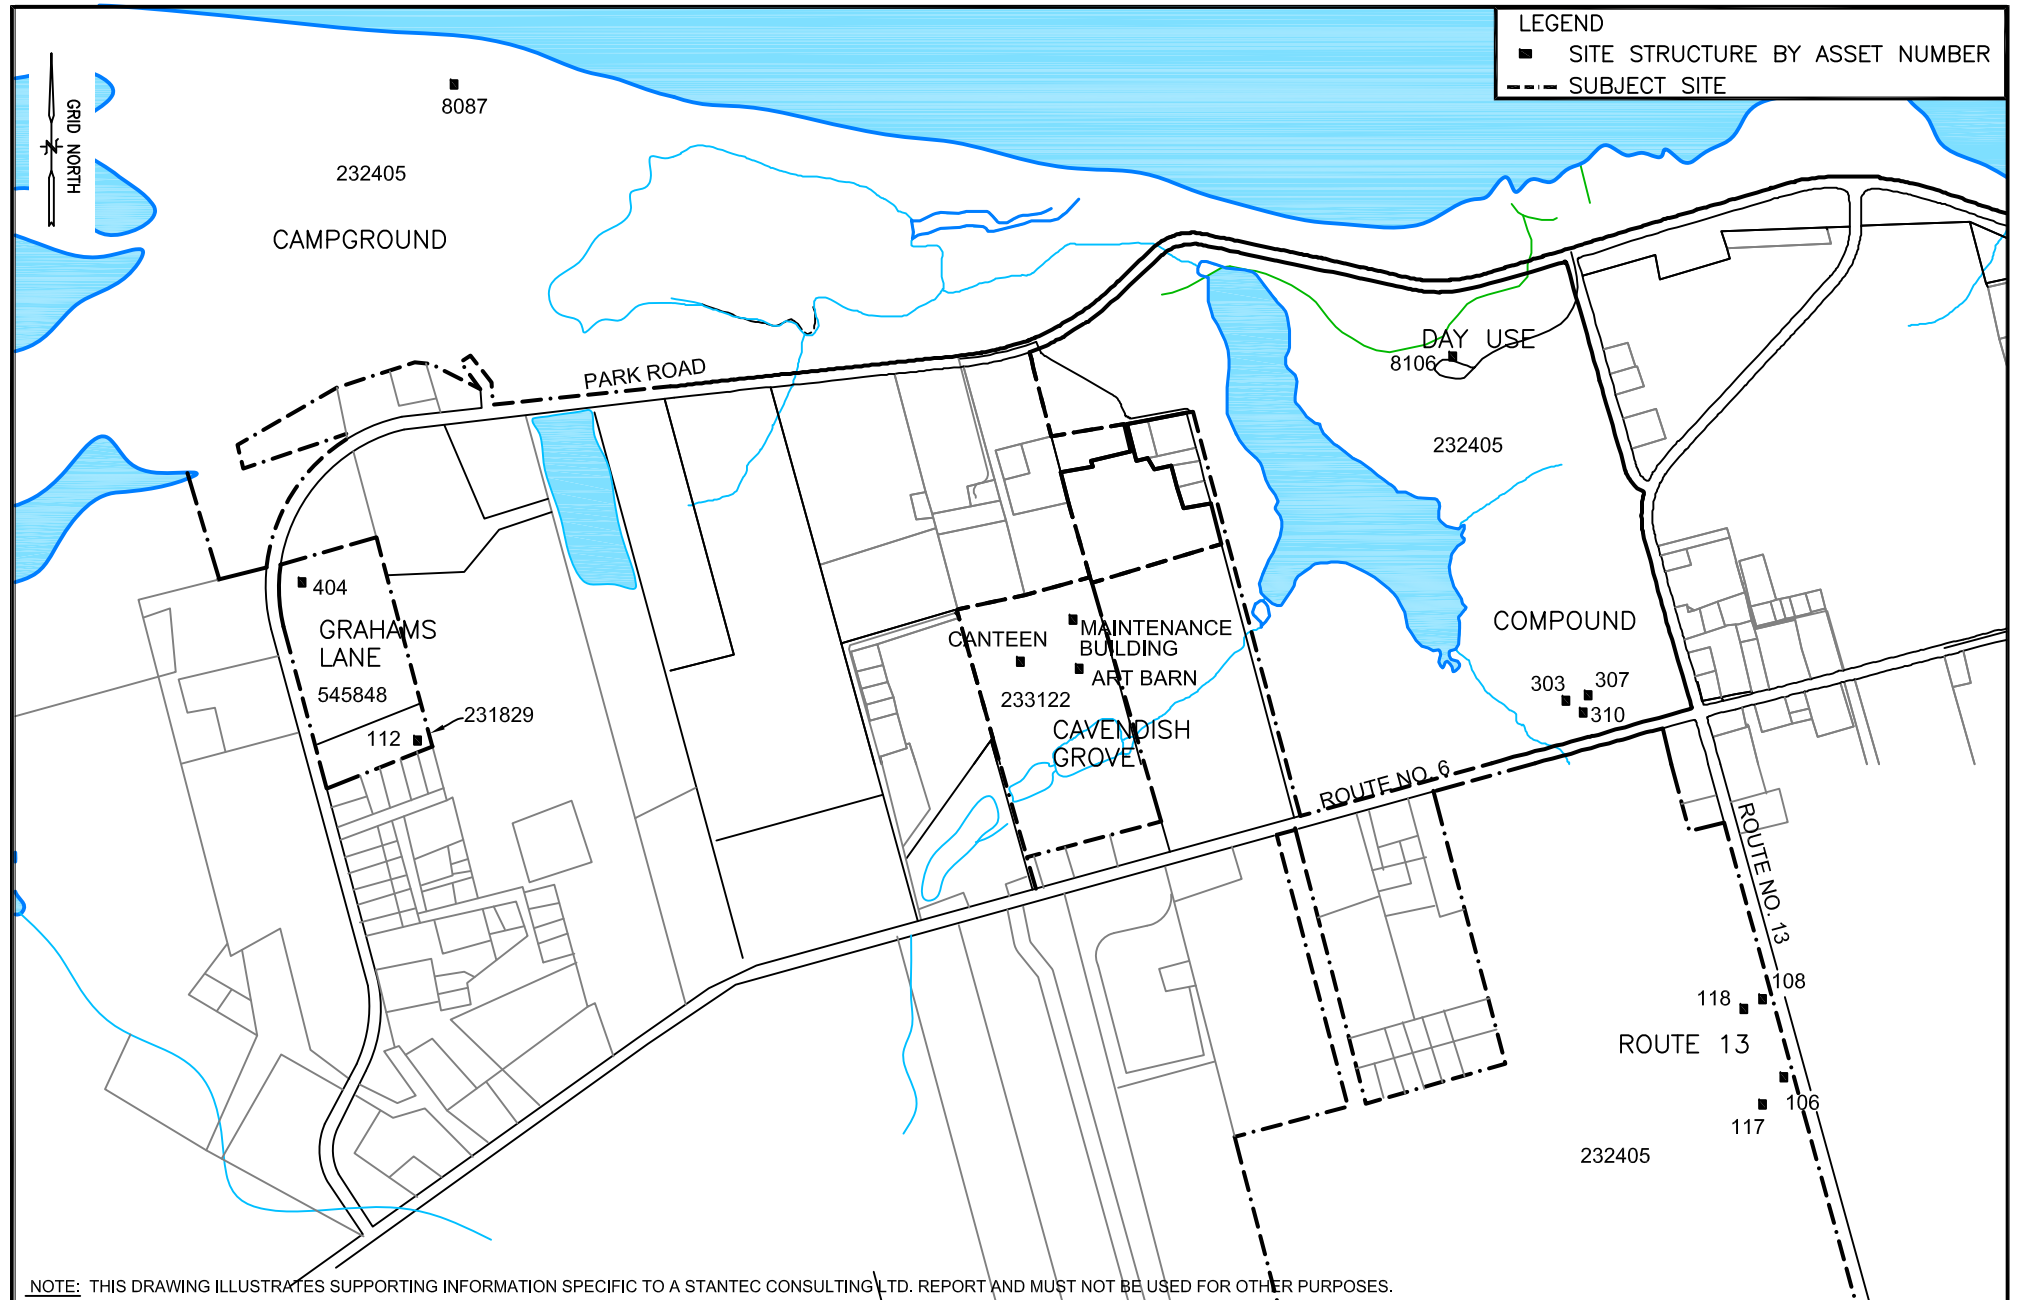 LEGEND
SITE STRUCTURE BY ASSET NUMBER
SUBJECT SITE
GRID NORTH
N
8087
232405
CAMPGROUND
PARK ROAD
DAY USE
8106
232405
404
GRAHAMS
LANE
545848
231829
112
CANTEEN
MAINTENANCE
BUILDING
ART BARN
233122
CAVENDISH
GROVE
COMPOUND
303
307
310
ROUTE NO. 6
ROUTE NO. 13
108
118
ROUTE 13
106
117
232405
NOTE: THIS DRAWING ILLUSTRATES SUPPORTING INFORMATION SPECIFIC TO A STANTEC CONSULTING LTD. REPORT AND MUST NOT BE USED FOR OTHER PURPOSES.